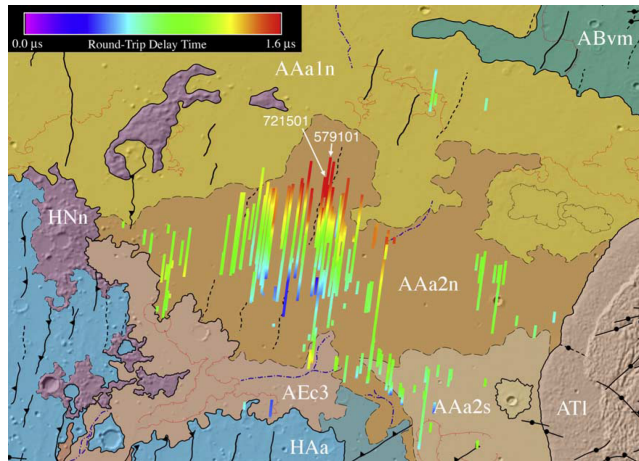 0.0 µs Round-Trip Delay Time 1.6 µs
ABvm
AAa1n
721501
579101
HNn
AAa2n
AEc3
AAa2s
ATl
HAa